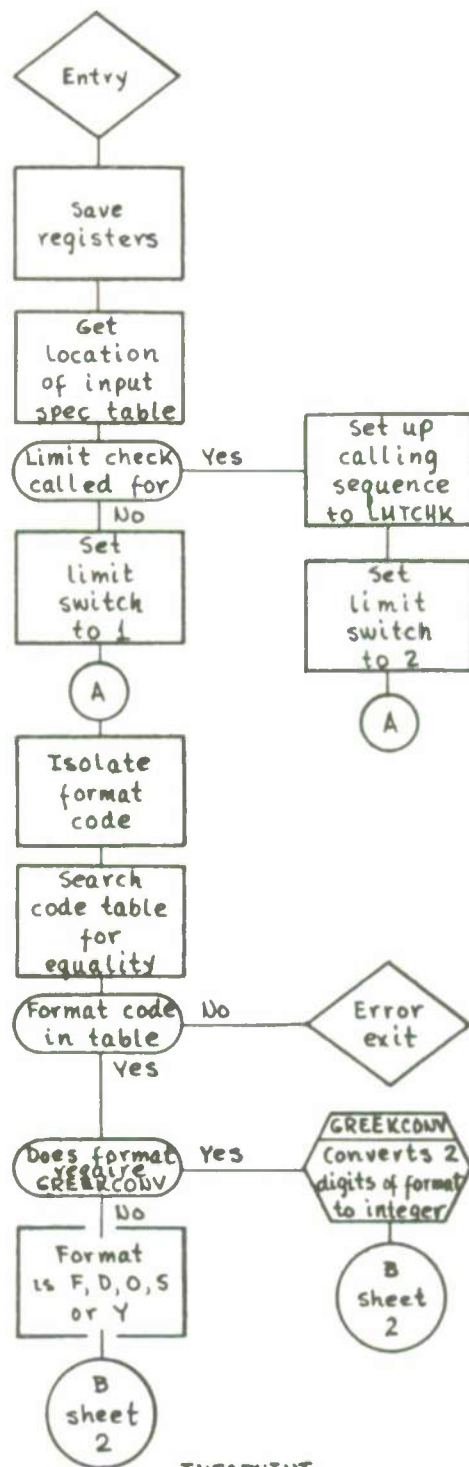 Entry
Save
registers
Get
location
of input
spec table
Limit check
called for
Yes
Set up
calling
sequence
to LMTCHK
No
Set
limit
switch
to 1
Set
limit
switch
to 2
A
A
Isolate
format
code
Search
code table
for
equality
Format code
in table
No
Error
exit
Yes
Does format
require
GREEKCONV
Yes
GREEKCONV
Converts 2
digits of format
to integer
No
Format
is F, D, O, S
or Y
B
sheet
2
B
sheet
2